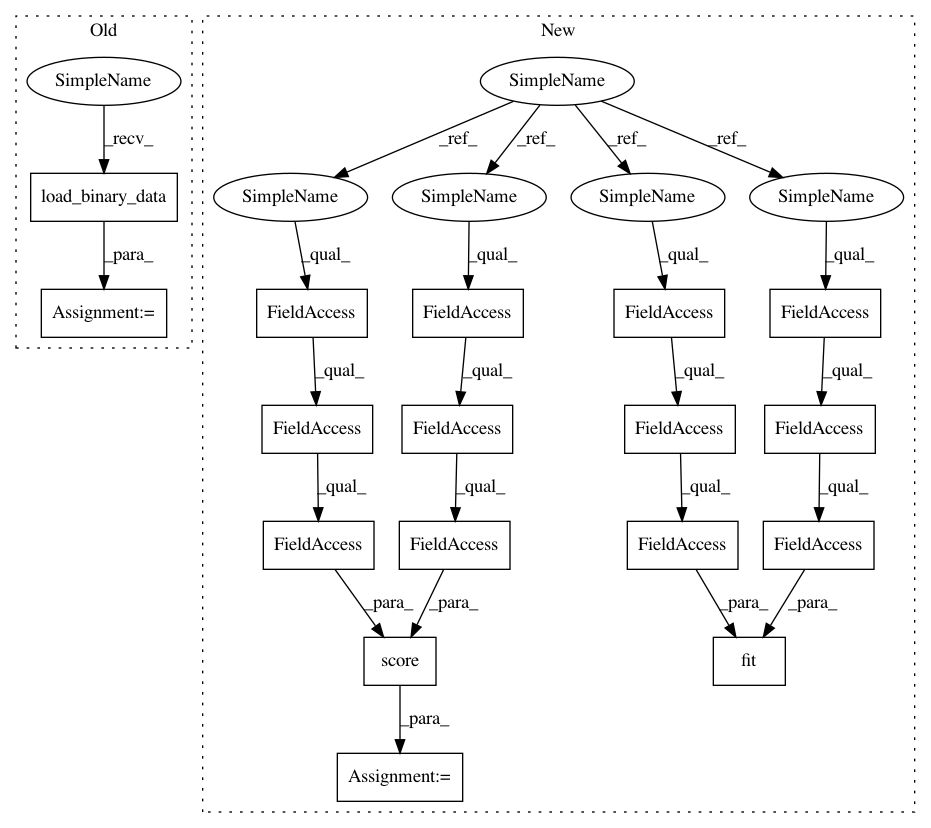 Old
New
SimpleName
SimpleName
_recv_
_ref_
_ref_
_ref_
_ref_
load_binary_data
SimpleName
SimpleName
SimpleName
SimpleName
_para_
_qual_
_qual_
_qual_
_qual_
Assignment:=
FieldAccess
FieldAccess
FieldAccess
FieldAccess
_qual_
_qual_
_qual_
_qual_
FieldAccess
FieldAccess
FieldAccess
FieldAccess
_qual_
_qual_
_qual_
_qual_
FieldAccess
FieldAccess
FieldAccess
FieldAccess
_para_
_para_
_para_
_para_
score
fit
_para_
Assignment:=